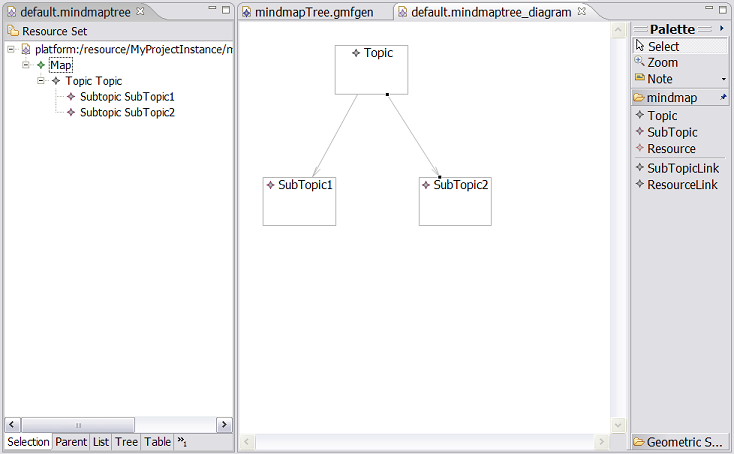 default.mindmaptree
Resource Set
platform:/resource/MyProjectInstance/m
Map
Topic Topic
Subtopic SubTopic1
Subtopic SubTopic2
Selection Parent List Tree Table »1
mindmapTree.gmfgen default.mindmaptree_diagram
Topic
SubTopic1 SubTopic2
Palette
Select
Zoom
Note
mindmap
Topic
SubTopic
Resource
SubTopicLink
ResourceLink
Geometric S...